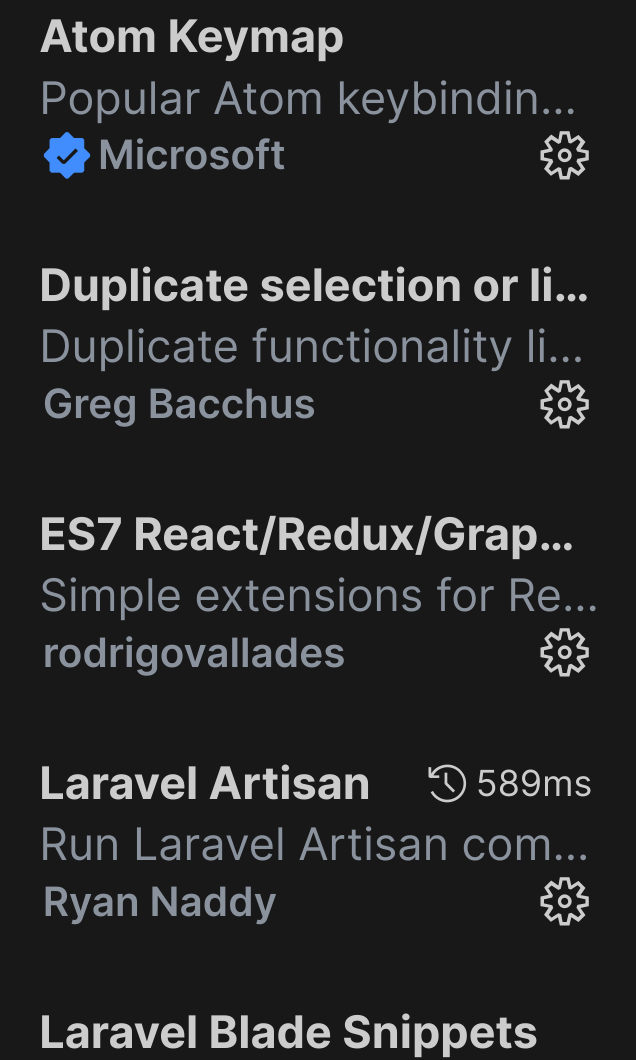 Atom Keymap
Popular Atom keybindin...
Microsoft
Duplicate selection or li...
Duplicate functionality li...
Greg Bacchus
ES7 React/Redux/Grap...
Simple extensions for Re...
rodrigovallades
Laravel Artisan 589ms
Run Laravel Artisan com...
Ryan Naddy
Laravel Blade Snippets